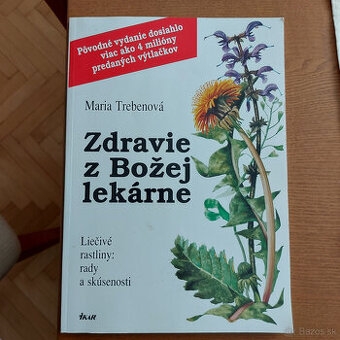 Pôvodné vydanie dosiahlo
viac ako 4 milióny
predaných výtlačkov
Maria Trebenová
Zdravie
z Božej
lekárne
Liečivé
rastliny:
rady
a skúsenosti
IKAR
Bazos.sk